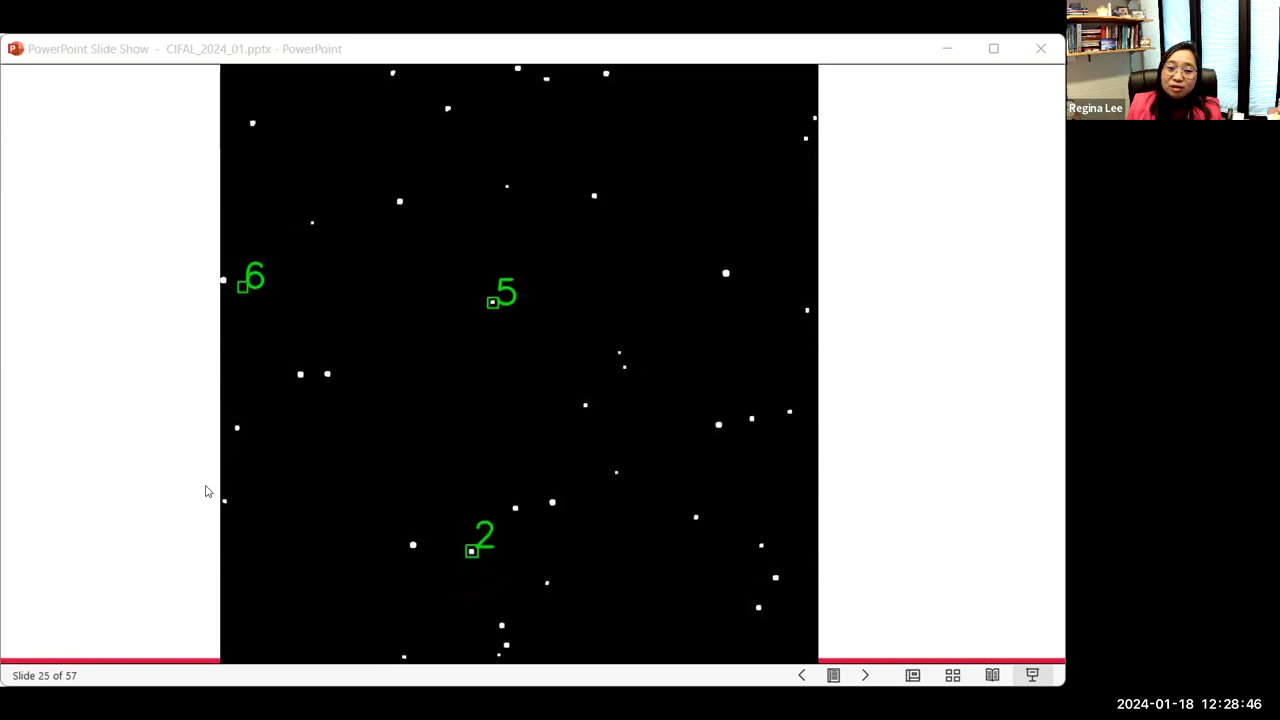 PowerPoint Slide Show - CIFAL_2024_01.pptx - PowerPoint
Regina Lee
6
5
2
Slide 25 of 57
2024-01-18 12:28:46